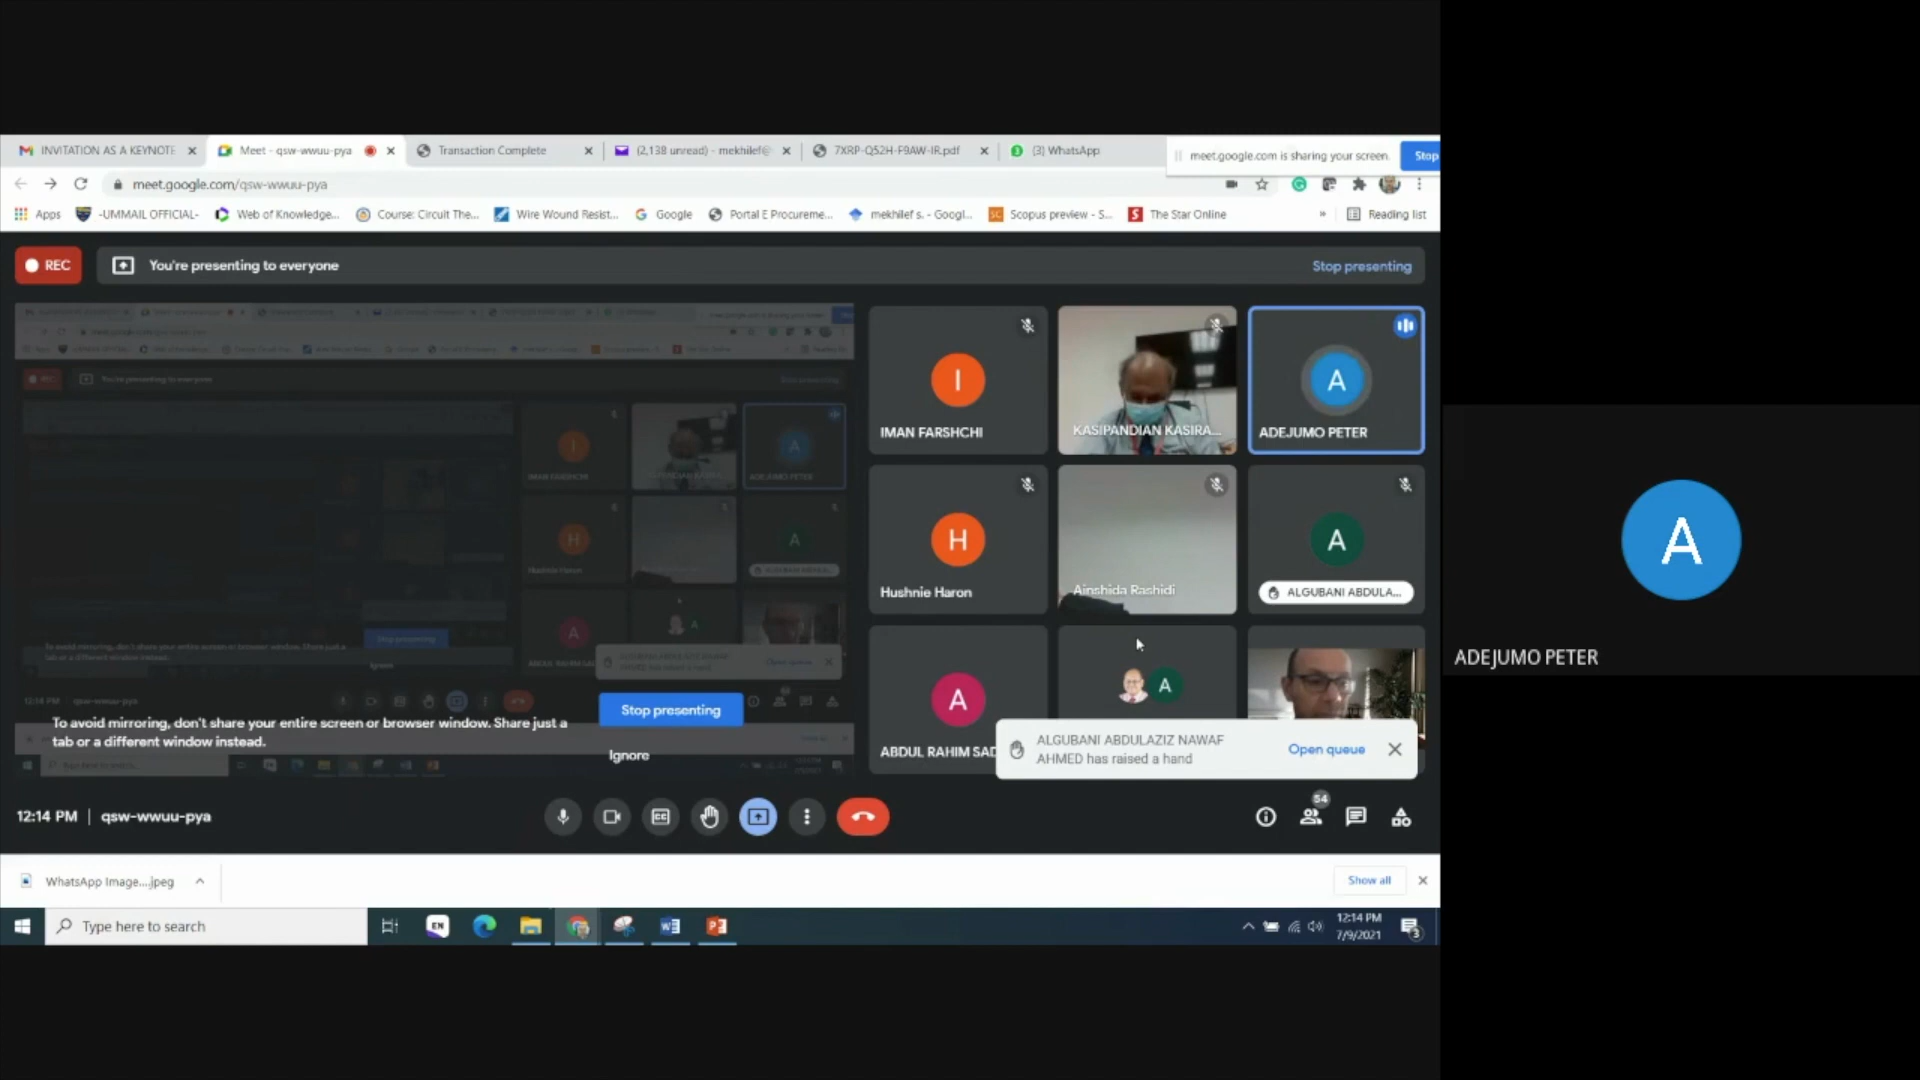 INVITATION AS A KEYNOTE
Meet - qsw-wwuu-pya
Transaction Complete
(2,138 unread) - mekhilef@
7XRP-Q52H-F9AW-IR.pdf
(3) WhatsApp
meet.google.com is sharing your screen.
Stop
meet.google.com/qsw-wwuu-pya
Apps
-UMMAIL OFFICIAL-
Web of Knowledge...
Course: Circuit The...
Wire Wound Resist...
Google
Portal E Procureme...
mekhilef s. - Googl...
Scopus preview - S...
The Star Online
»
Reading list
REC
You're presenting to everyone
Stop presenting
I
IMAN FARSHCHI
KASIPANDIAN KASIRA...
A
ADEJUMO PETER
H
Hushnie Haron
Ainshida Rashidi
A
ALGUBANI ABDULA...
A
ABDUL RAHIM SAD
A
To avoid mirroring, don't share your entire screen or browser window. Share just a
tab or a different window instead.
Stop presenting
Ignore
ALGUBANI ABDULAZIZ NAWAF
AHMED has raised a hand
Open queue
12:14 PM | qsw-wwuu-pya
54
WhatsApp Image....jpeg
Show all
Type here to search
EN
12:14 PM
7/9/2021
3
A
ADEJUMO PETER